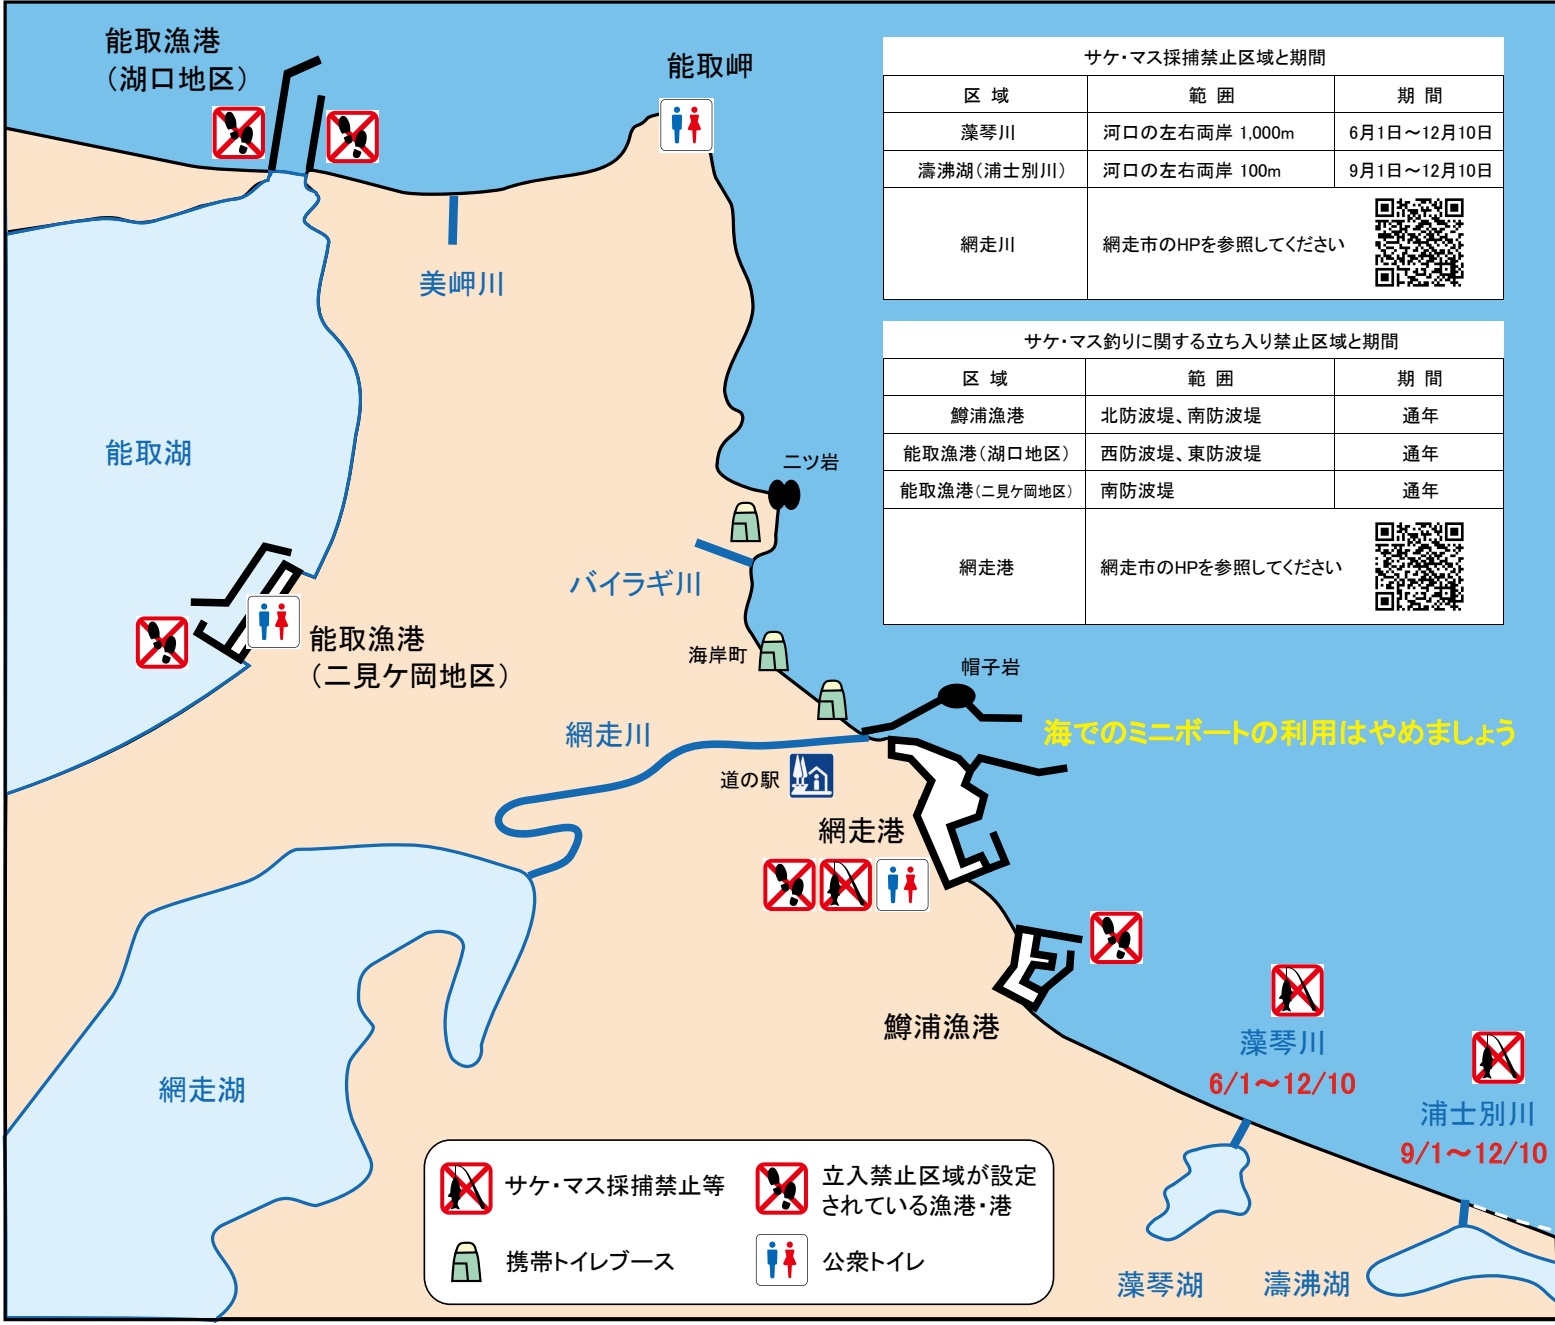 能取漁港
（湖口地区）
能取岬
サケ・マス採捕禁止区域と期間
区 域 範 囲 期 間
藻琴川 河口の左右両岸 1,000m 6月1日～12月10日
濤沸湖（浦士別川） 河口の左右両岸 100m 9月1日～12月10日
網走川 網走市のHPを参照してください
サケ・マス釣りに関する立ち入り禁止区域と期間
区 域 範 囲 期 間
鱒浦漁港 北防波堤、南防波堤 通年
能取漁港（湖口地区） 西防波堤、東防波堤 通年
能取漁港（二見ケ岡地区） 南防波堤 通年
網走港 網走市のHPを参照してください
美岬川
能取湖
二ツ岩
バイラギ川
能取漁港
（二見ケ岡地区）
海岸町
帽子岩
網走川
海でのミニボートの利用はやめましょう
道の駅
網走港
鱒浦漁港
藻琴川
6/1～12/10
網走湖
浦士別川
9/1～12/10
サケ・マス採捕禁止等
立入禁止区域が設定
されている漁港・港
携帯トイレブース
公衆トイレ
藻琴湖
濤沸湖